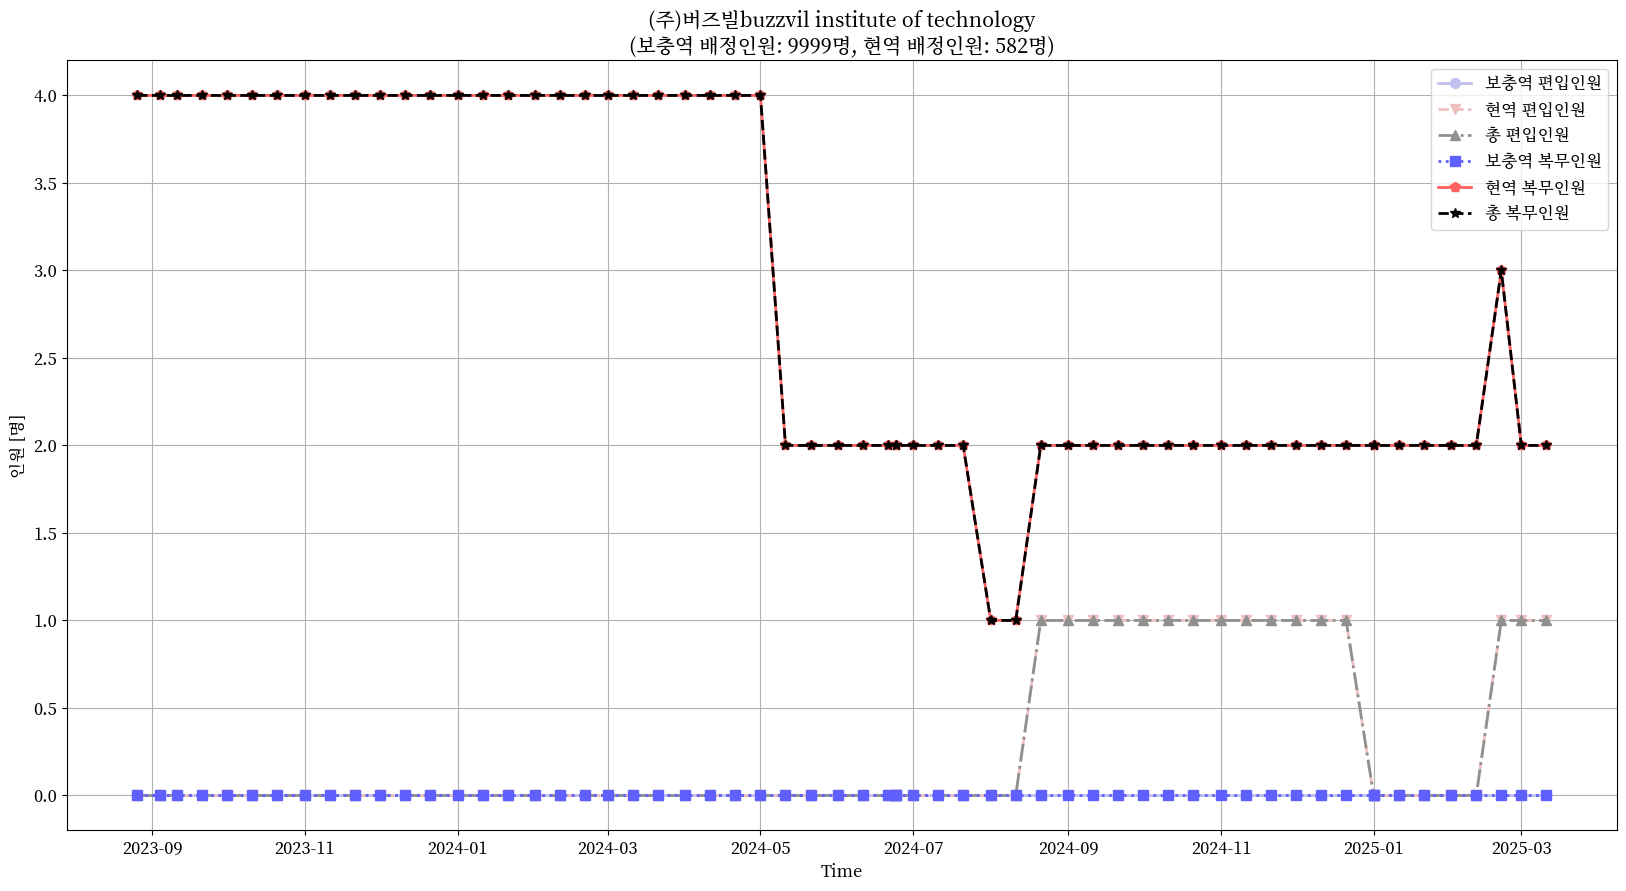 (주)버즈빌buzzvil institute of technology
(보충역 배정인원: 9999명, 현역 배정인원: 582명)
보충역 편입인원
현역 편입인원
총 편입인원
보충역 복무인원
현역 복무인원
총 복무인원
인원 [명]
4.0
3.5
3.0
2.5
2.0
1.5
1.0
0.5
0.0
2023-09 2023-11 2024-01 2024-03 2024-05 2024-07 2024-09 2024-11 2025-01 2025-03
Time